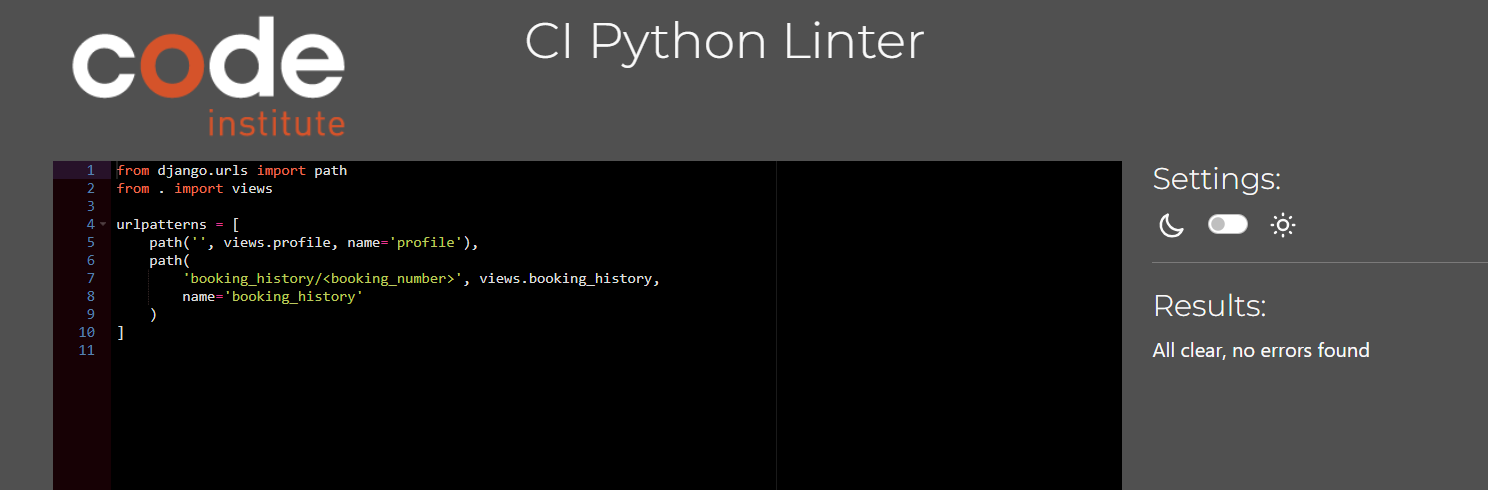 code
institute
CI Python Linter
1 from django.urls import path
2 from . import views
3
4 urlpatterns = [
5     path('', views.profile, name='profile'),
6     path(
7         'booking_history/<booking_number>', views.booking_history,
8         name='booking_history'
9     )
10 ]
11
Settings:
Results:
All clear, no errors found